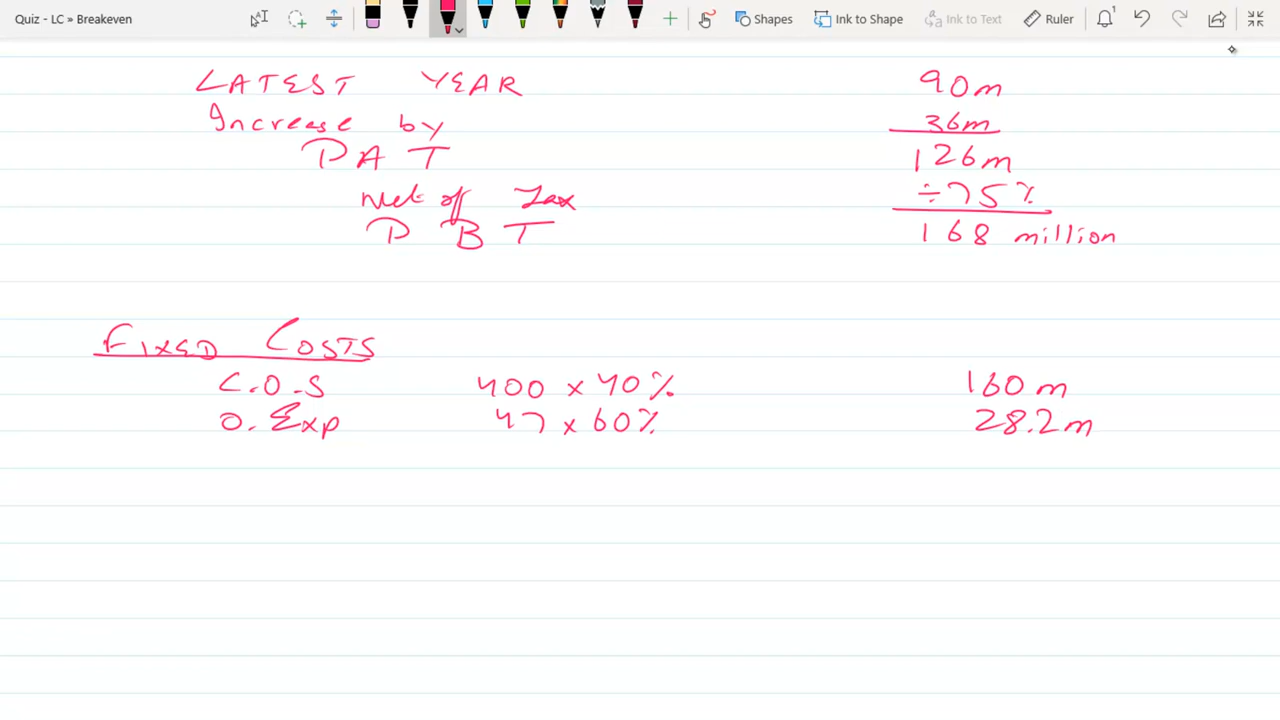 Quiz - LC » Breakeven Shapes Ink to Shape Ink to Text Ruler
LATEST YEAR 90m
Increase by 36m
PAT 126m
Net of Tax ÷75%
PBT 168 million
FIXED COSTS
C.O.S 400 x 40% 160m
O. Exp 47 x 60% 28.2m